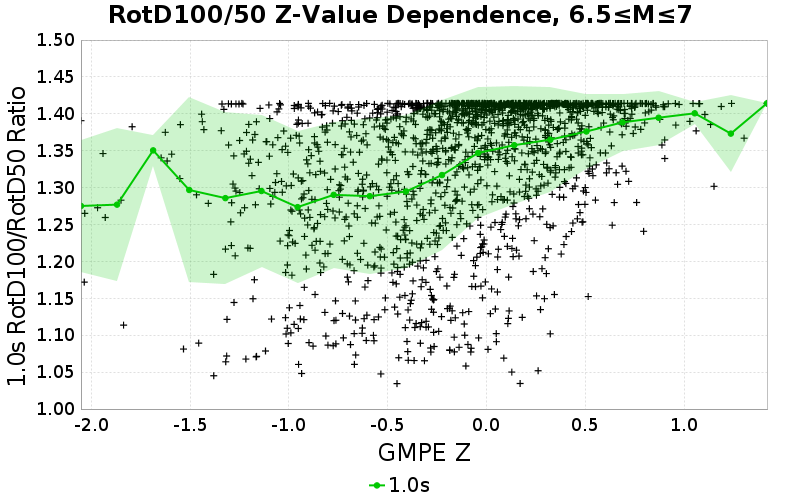 RotD100/50 Z-Value Dependence, 6.5≤M≤7
1.0s RotD100/RotD50 Ratio
1.50
1.45
1.40
1.35
1.30
1.25
1.20
1.15
1.10
1.05
1.00
-2.0 -1.5 -1.0 -0.5 0.0 0.5 1.0
GMPE Z
1.0s